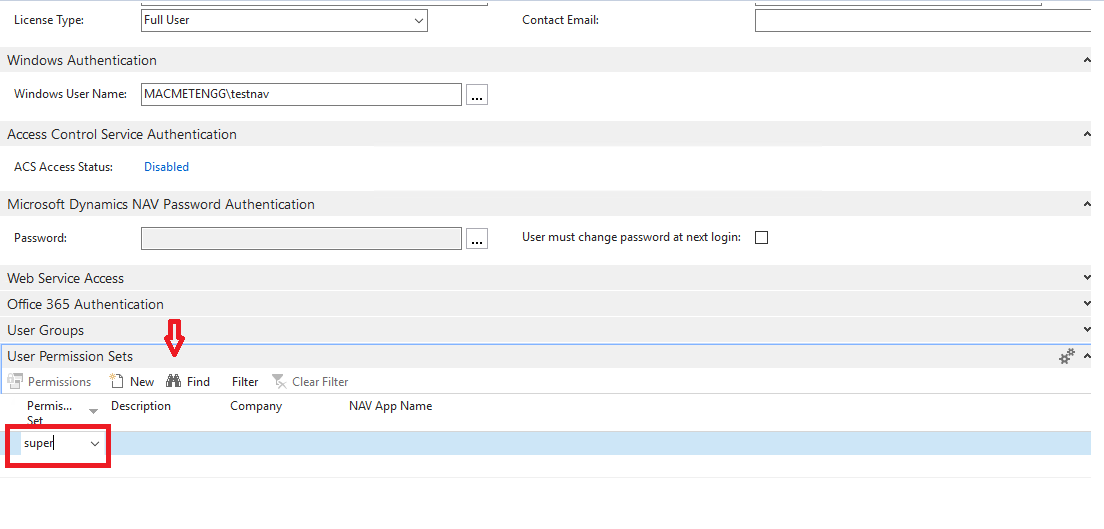 License Type: Full User Contact Email:
Windows Authentication
Windows User Name: MACMETENGG\testnav ...
Access Control Service Authentication
ACS Access Status: Disabled
Microsoft Dynamics NAV Password Authentication
Password: ... User must change password at next login:
Web Service Access
Office 365 Authentication
User Groups
User Permission Sets
Permissions New Find Filter Clear Filter
Permis... Description Company NAV App Name
Set
super